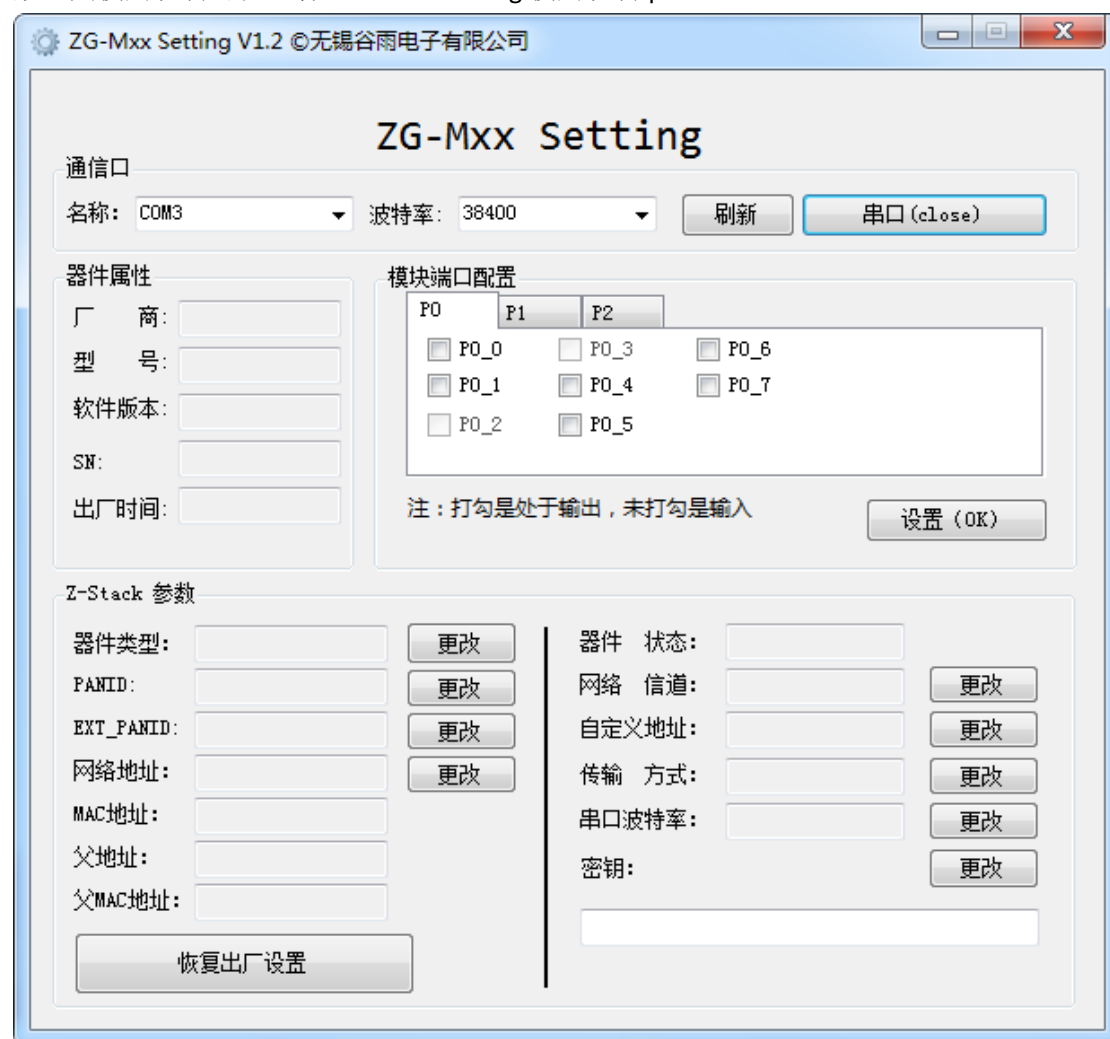 ZG-Mxx Setting V1.2 ©无锡谷雨电子有限公司
ZG-Mxx Setting
通信口
名称: COM3 波特率: 38400 刷新 串口(close)
器件属性
厂 商:
型 号:
软件版本:
SN:
出厂时间:
模块端口配置
P0 P1 P2
P0_0 P0_3 P0_6
P0_1 P0_4 P0_7
P0_2 P0_5
注:打勾是处于输出,未打勾是输入 设置 (OK)
Z-Stack 参数
器件类型: 更改
PANID: 更改
EXT_PANID: 更改
网络地址: 更改
MAC地址:
父地址:
父MAC地址:
恢复出厂设置
器件 状态:
网络 信道: 更改
自定义地址: 更改
传输 方式: 更改
串口波特率: 更改
密钥: 更改